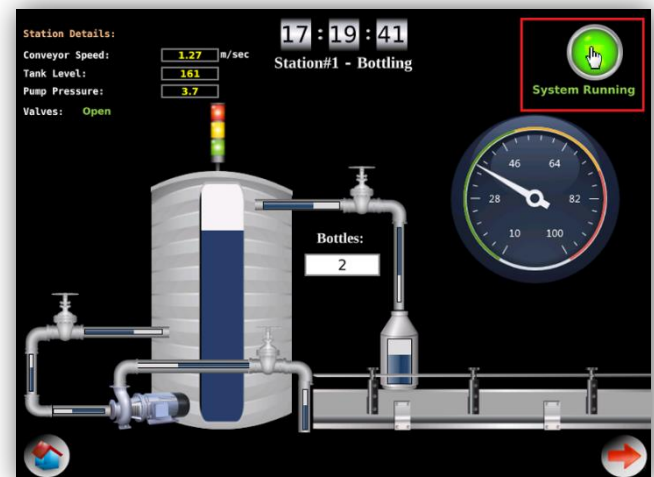 Station Details:
Conveyor Speed: 1.27 m/sec
Tank Level: 161
Pump Pressure: 3.7
Valves: Open
17 : 19 : 41
Station#1 - Bottling
System Running
46 64
28 82
10 100
Bottles:
2